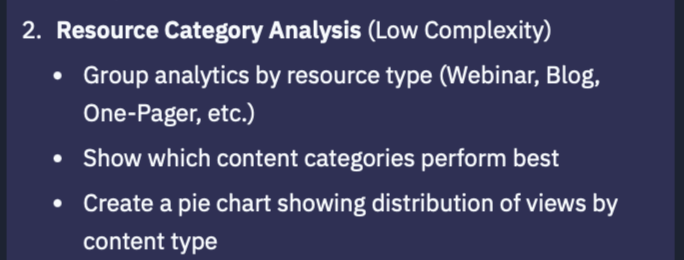 2. Resource Category Analysis (Low Complexity)
• Group analytics by resource type (Webinar, Blog,
One-Pager, etc.)
• Show which content categories perform best
• Create a pie chart showing distribution of views by
content type